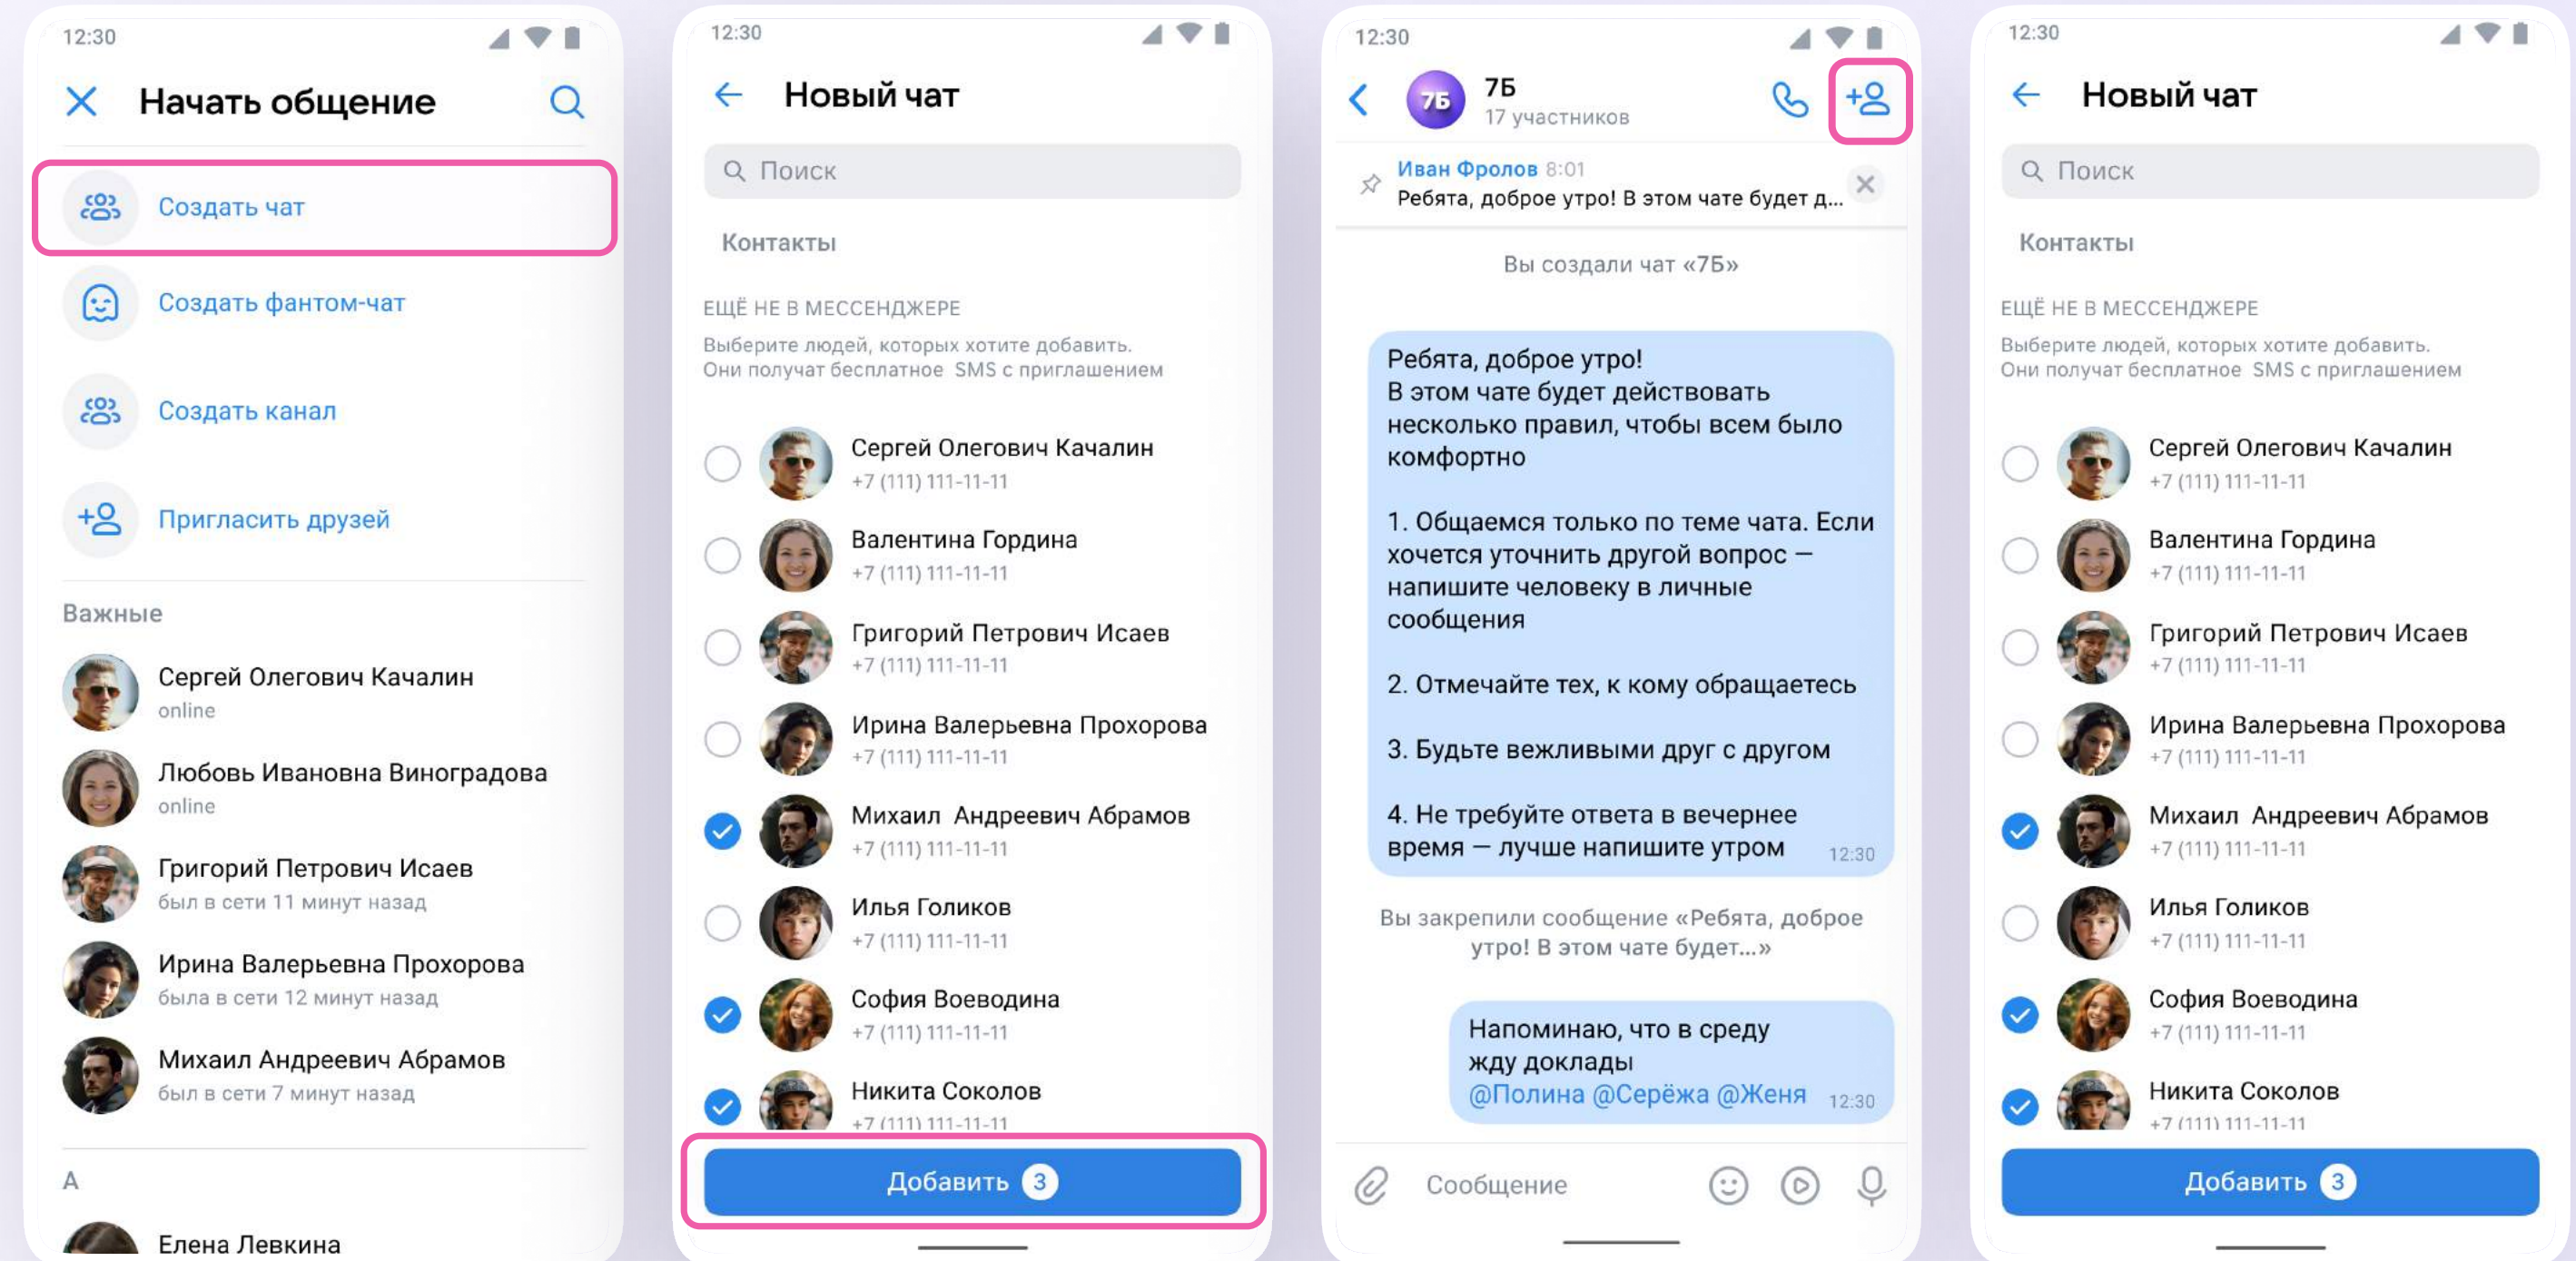 12:30
Начать общение
Создать чат
Создать фантом-чат
Создать канал
Пригласить друзей
Важные
Сергей Олегович Качалин
online
Любовь Ивановна Виноградова
online
Григорий Петрович Исаев
был в сети 11 минут назад
Ирина Валерьевна Прохорова
была в сети 12 минут назад
Михаил Андреевич Абрамов
был в сети 7 минут назад
А
Елена Левкина
12:30
Новый чат
Поиск
Контакты
ЕЩЁ НЕ В МЕССЕНДЖЕРЕ
Выберите людей, которых хотите добавить.
Они получат бесплатное SMS с приглашением
Сергей Олегович Качалин
+7 (111) 111-11-11
Валентина Гордина
+7 (111) 111-11-11
Григорий Петрович Исаев
+7 (111) 111-11-11
Ирина Валерьевна Прохорова
+7 (111) 111-11-11
Михаил Андреевич Абрамов
+7 (111) 111-11-11
Илья Голиков
+7 (111) 111-11-11
София Воеводина
+7 (111) 111-11-11
Никита Соколов
+7 (111) 111-11-11
Добавить 3
12:30
7Б
7Б
17 участников
Иван Фролов 8:01
Ребята, доброе утро! В этом чате будет д...
Вы создали чат «7Б»
Ребята, доброе утро!
В этом чате будет действовать
несколько правил, чтобы всем было
комфортно
1. Общаемся только по теме чата. Если
хочется уточнить другой вопрос —
напишите человеку в личные
сообщения
2. Отмечайте тех, к кому обращаетесь
3. Будьте вежливыми друг с другом
4. Не требуйте ответа в вечернее
время — лучше напишите утром 12:30
Вы закрепили сообщение «Ребята, доброе
утро! В этом чате будет...»
Напоминаю, что в среду
жду доклады
@Полина @Серёжа @Женя 12:30
Сообщение
12:30
Новый чат
Поиск
Контакты
ЕЩЁ НЕ В МЕССЕНДЖЕРЕ
Выберите людей, которых хотите добавить.
Они получат бесплатное SMS с приглашением
Сергей Олегович Качалин
+7 (111) 111-11-11
Валентина Гордина
+7 (111) 111-11-11
Григорий Петрович Исаев
+7 (111) 111-11-11
Ирина Валерьевна Прохорова
+7 (111) 111-11-11
Михаил Андреевич Абрамов
+7 (111) 111-11-11
Илья Голиков
+7 (111) 111-11-11
София Воеводина
+7 (111) 111-11-11
Никита Соколов
+7 (111) 111-11-11
Добавить 3